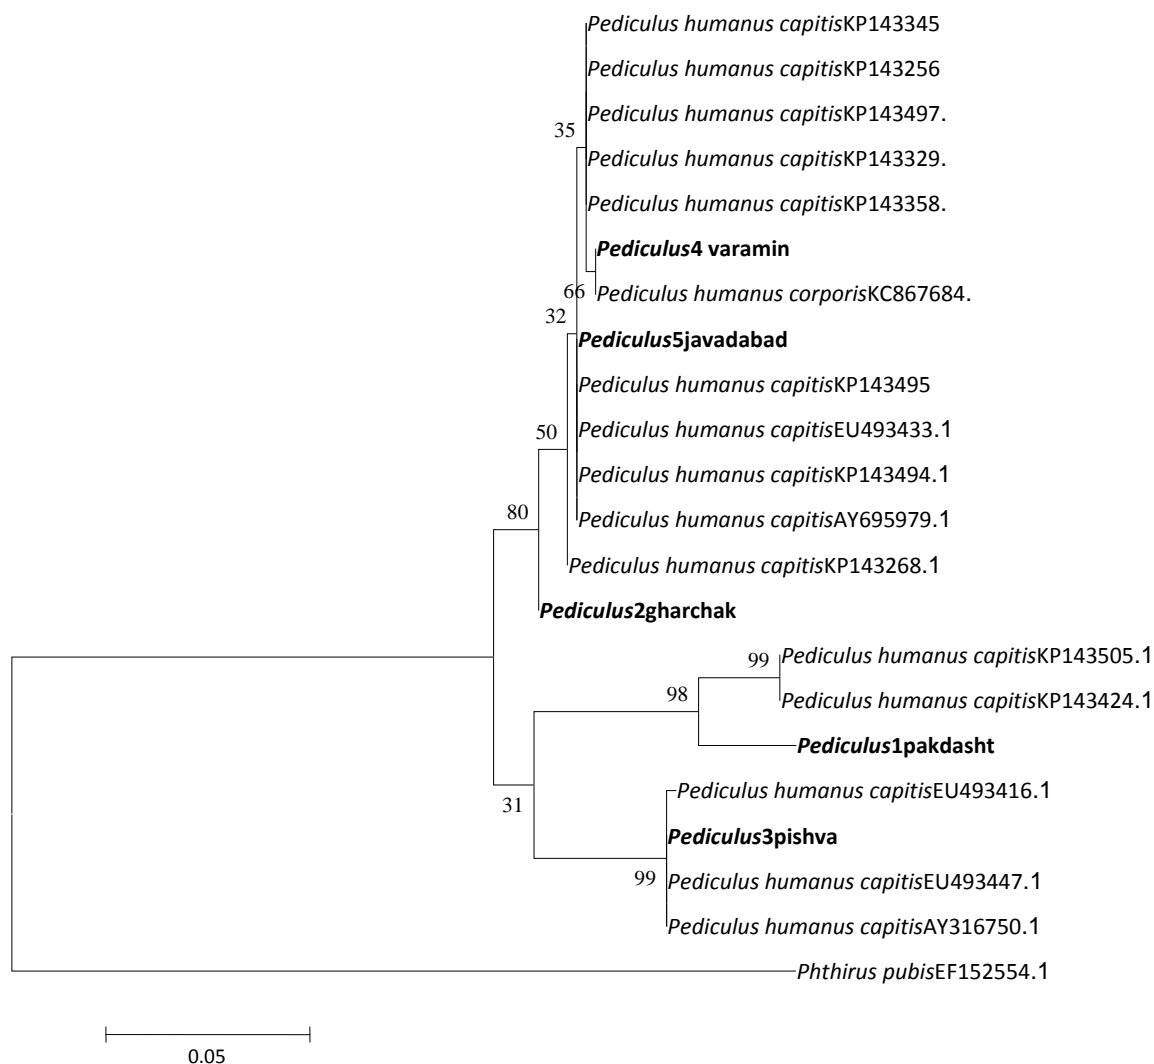 Pediculus humanus capitisKP143345
Pediculus humanus capitisKP143256
Pediculus humanus capitisKP143497.
35
Pediculus humanus capitisKP143329.
Pediculus humanus capitisKP143358.
Pediculus4 varamin
66
Pediculus humanus corporisKC867684.
32
Pediculus5javadabad
Pediculus humanus capitisKP143495
50
Pediculus humanus capitisEU493433.1
Pediculus humanus capitisKP143494.1
80
Pediculus humanus capitisAY695979.1
Pediculus humanus capitisKP143268.1
Pediculus2gharchak
99
Pediculus humanus capitisKP143505.1
98
Pediculus humanus capitisKP143424.1
Pediculus1pakdasht
Pediculus humanus capitisEU493416.1
31
Pediculus3pishva
99
Pediculus humanus capitisEU493447.1
Pediculus humanus capitisAY316750.1
Phthirus pubisEF152554.1
0.05